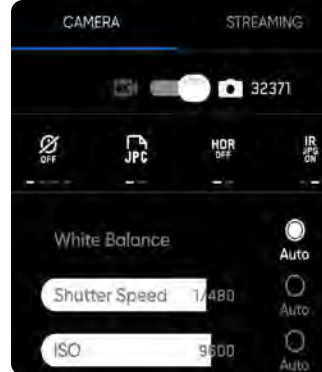 CAMERA STREAMING
32371
OFF JPG HDR OFF IR JPG ON
White Balance Auto
Shutter Speed 1/480 Auto
ISO 9600 Auto